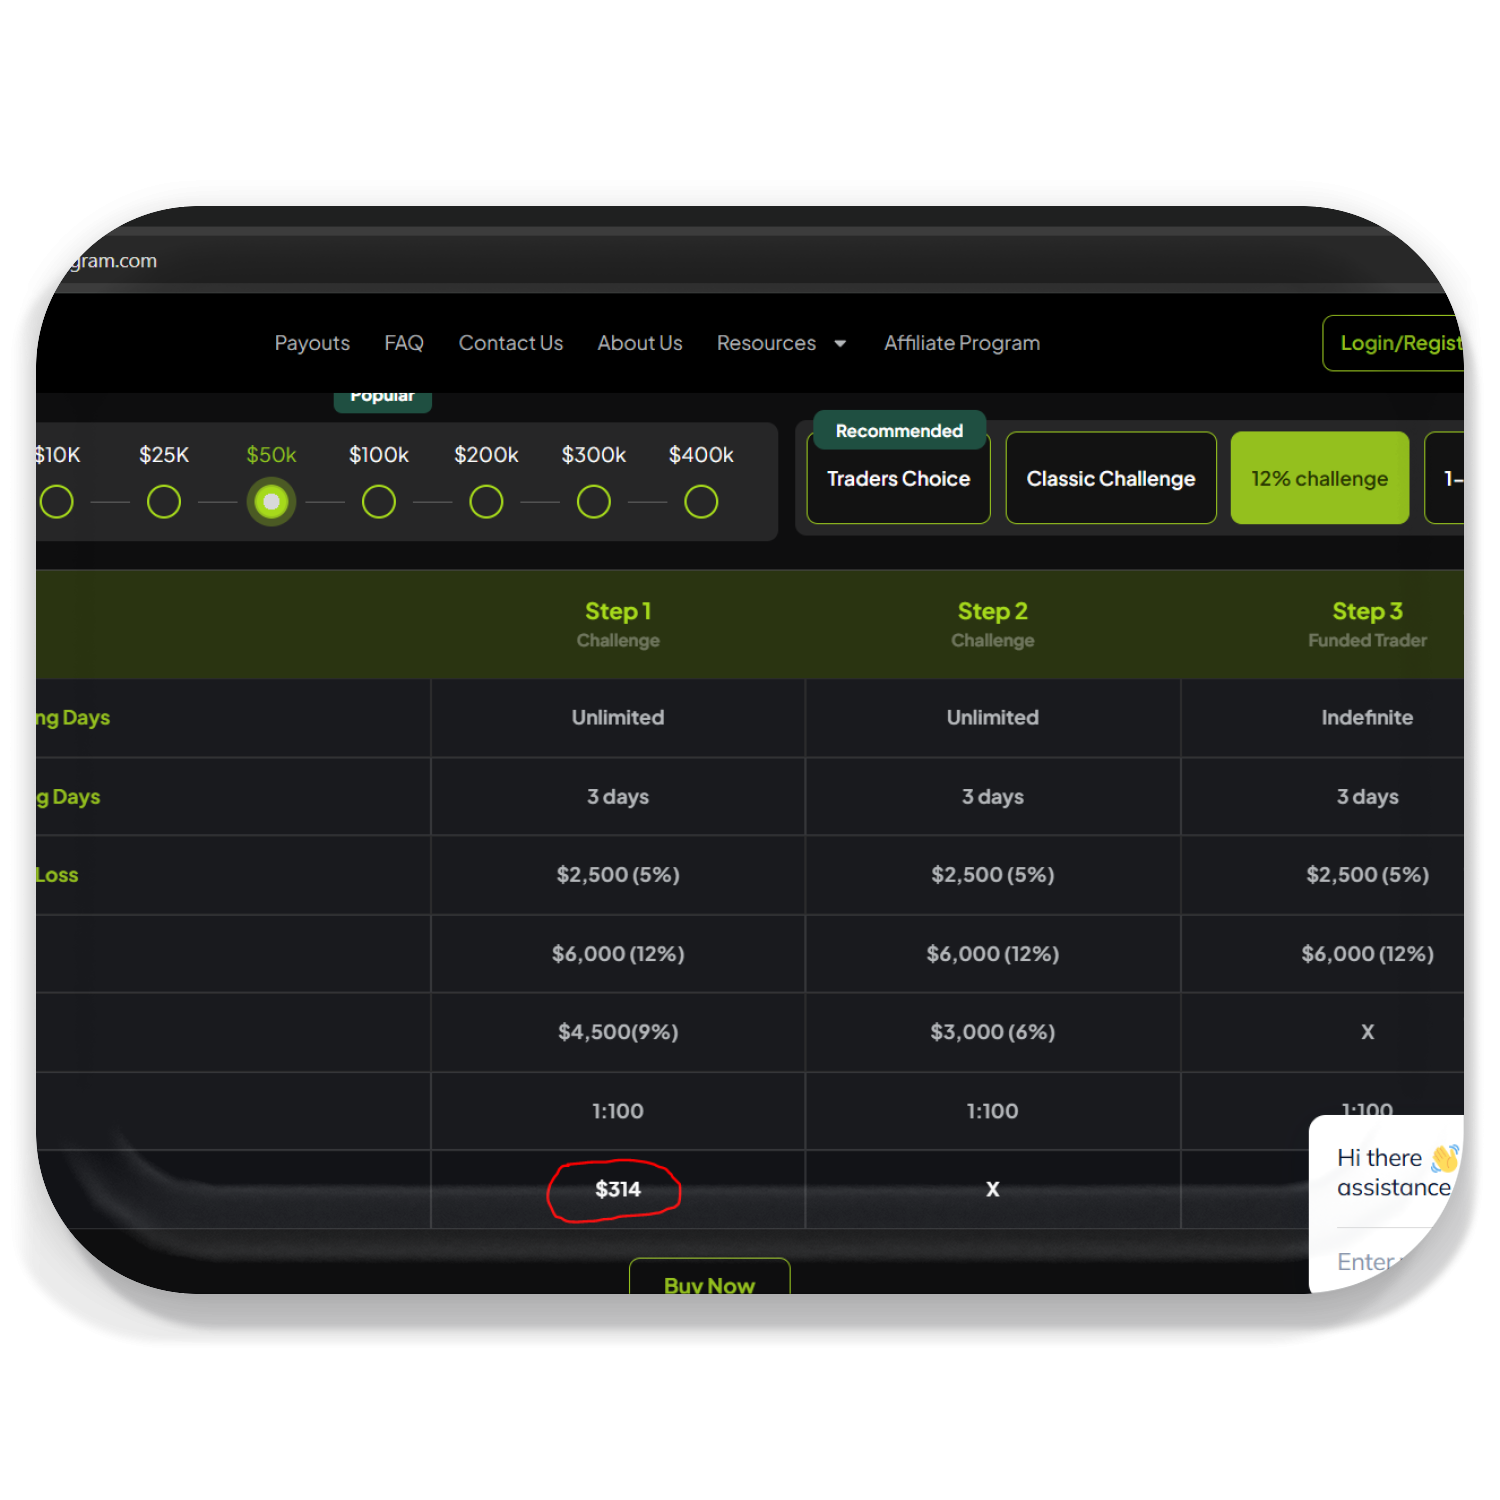 gram.com
Payouts FAQ Contact Us About Us Resources Affiliate Program Login/Regist
Popular
$10K $25K $50k $100k $200k $300k $400k
Recommended
Traders Choice Classic Challenge 12% challenge 1-
Step 1 Step 2 Step 3
Challenge Challenge Funded Trader
ng Days Unlimited Unlimited Indefinite
g Days 3 days 3 days 3 days
Loss $2,500 (5%) $2,500 (5%) $2,500 (5%)
$6,000 (12%) $6,000 (12%) $6,000 (12%)
$4,500(9%) $3,000 (6%) X
1:100 1:100 1:100
$314 X
Hi there 👋
assistance
Enter
Buy Now